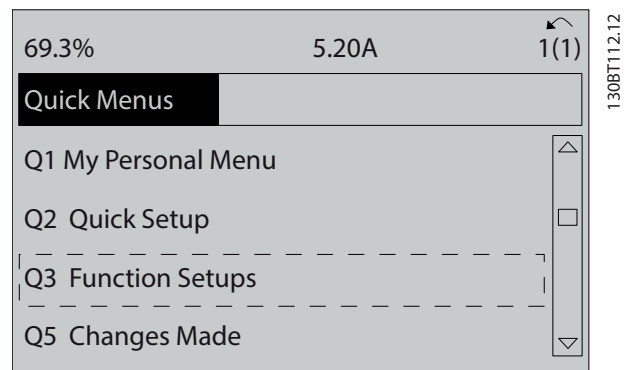 69.3% 5.20A 1(1)
Quick Menus
Q1 My Personal Menu
Q2 Quick Setup
Q3 Function Setups
Q5 Changes Made
130BT112.12